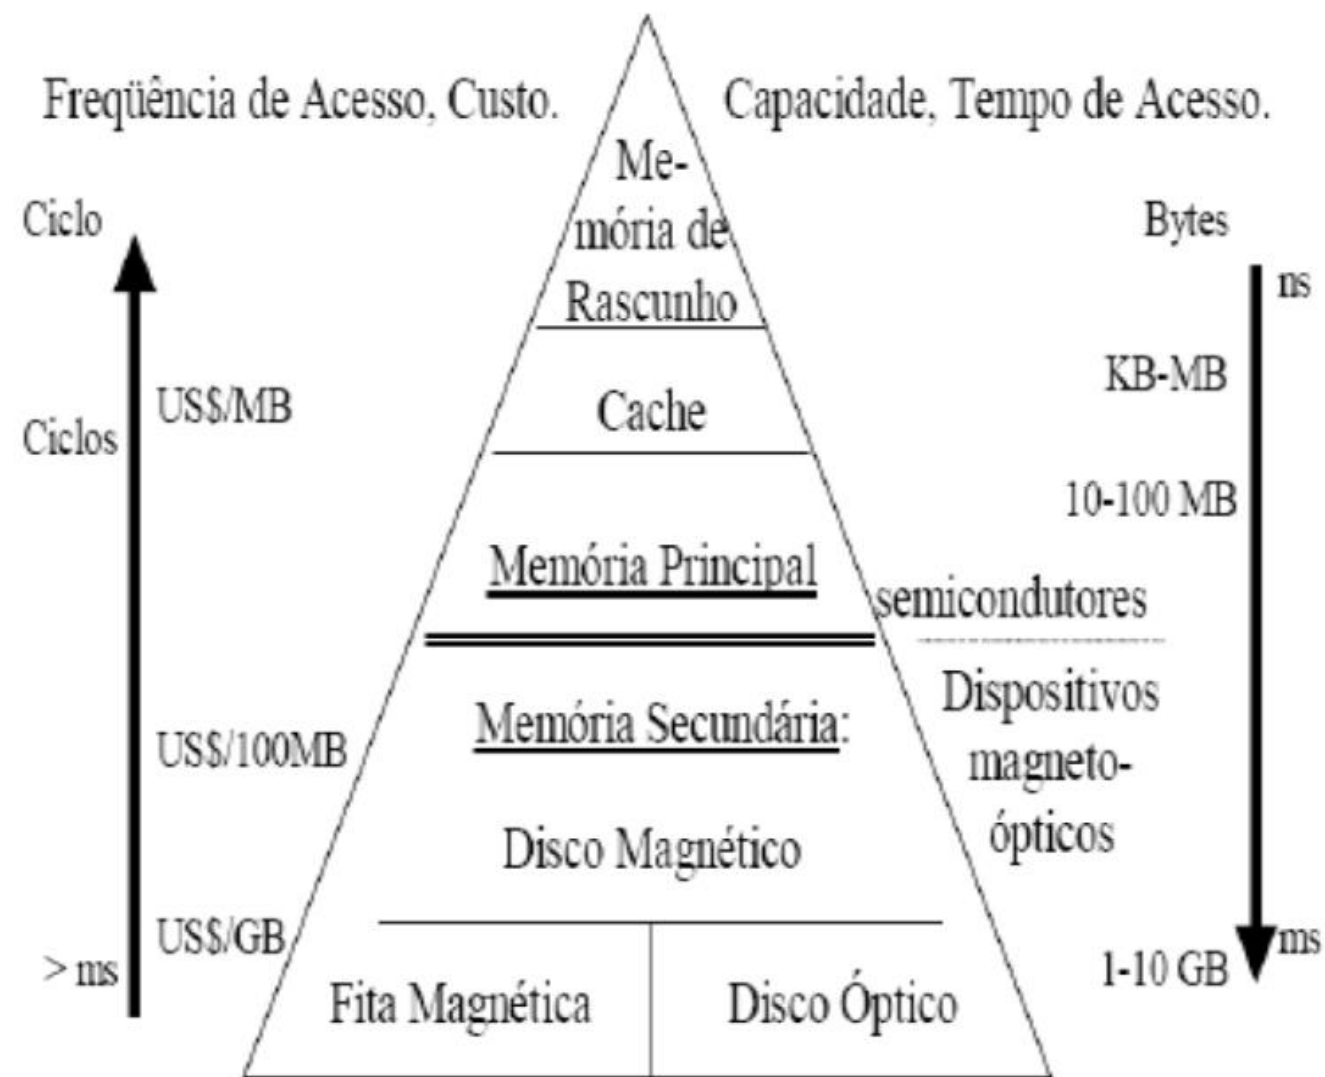 Freqüência de Acesso, Custo.
Capacidade, Tempo de Acesso.
Me-
mória de
Rascunho
Ciclo
Bytes
ns
KB-MB
US$/MB
Cache
Ciclos
10-100 MB
Memória Principal
semicondutores
Memória Secundária:
Dispositivos
magneto-
ópticos
US$/100MB
Disco Magnético
US$/GB
> ms
1-10 GB
ms
Fita Magnética
Disco Óptico